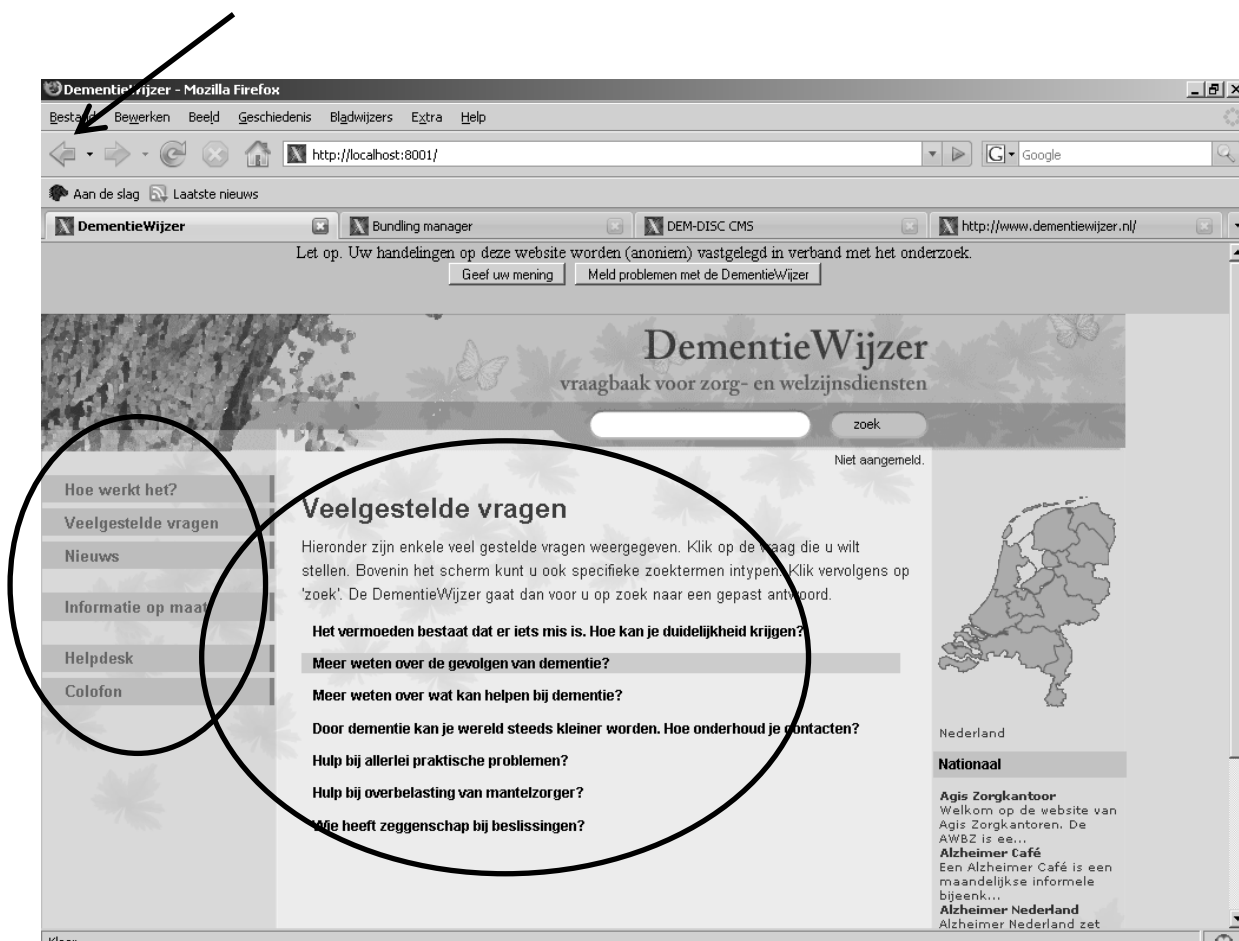 DementieWijzer - Mozilla Firefox
Bestand Bewerken Beeld Geschiedenis Bladwijzers Extra Help
http://localhost:8001/
G Google
Aan de slag Laatste nieuws
DementieWijzer
Bundling manager
DEM-DISC CMS
http://www.dementiewijzer.nl/
Let op. Uw handelingen op deze website worden (anoniem) vastgelegd in verband met het onderzoek.
Geef uw mening
Meld problemen met de DementieWijzer
DementieWijzer
vraagbaak voor zorg- en welzijnsdiensten
zoek
Niet aangemeld.
Hoe werkt het?
Veelgestelde vragen
Nieuws
Informatie op maat
Helpdesk
Colofon
Veelgestelde vragen
Hieronder zijn enkele veel gestelde vragen weergegeven. Klik op de vraag die u wilt
stellen. Bovenin het scherm kunt u ook specifieke zoektermen intypen. Klik vervolgens op
'zoek'. De DementieWijzer gaat dan voor u op zoek naar een gepast antwoord.
Het vermoeden bestaat dat er iets mis is. Hoe kan je duidelijkheid krijgen?
Meer weten over de gevolgen van dementie?
Meer weten over wat kan helpen bij dementie?
Door dementie kan je wereld steeds kleiner worden. Hoe onderhoud je contacten?
Hulp bij allerlei praktische problemen?
Hulp bij overbelasting van mantelzorger?
Wie heeft zeggenschap bij beslissingen?
Nederland
Nationaal
Agis Zorgkantoor
Welkom op de website van
Agis Zorgkantoren. De
AWBZ is ee...
Alzheimer Café
Een Alzheimer Café is een
maandelijkse informele
bijeenk...
Alzheimer Nederland
Alzheimer Nederland zet
Klaar